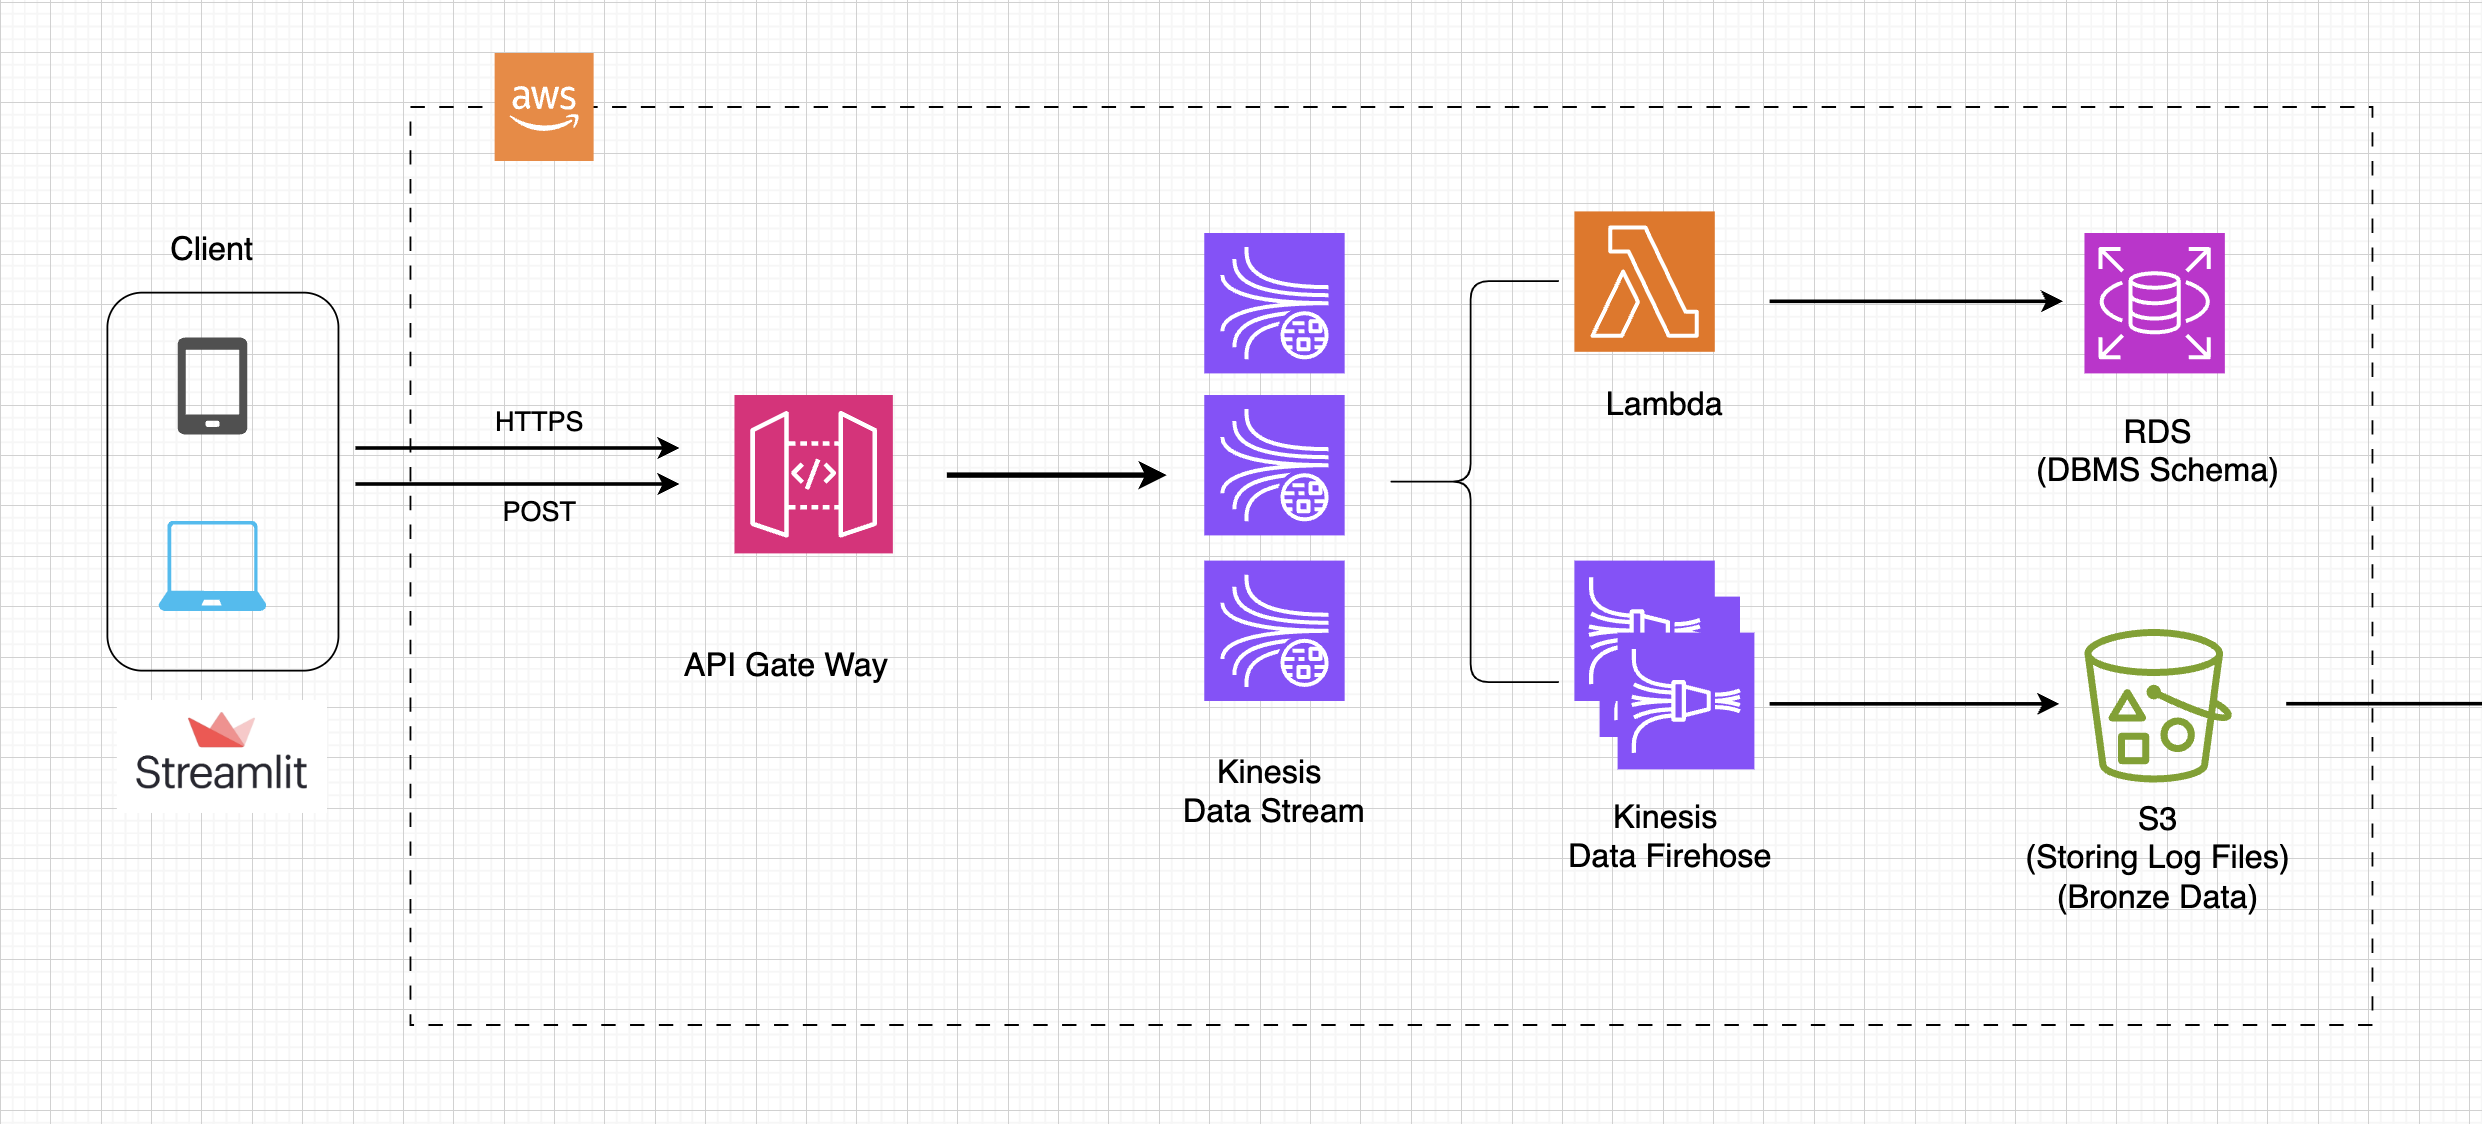 aws
Client
HTTPS
POST
Streamlit
API Gate Way
Kinesis
Data Stream
Lambda
Kinesis
Data Firehose
RDS
(DBMS Schema)
S3
(Storing Log Files)
(Bronze Data)